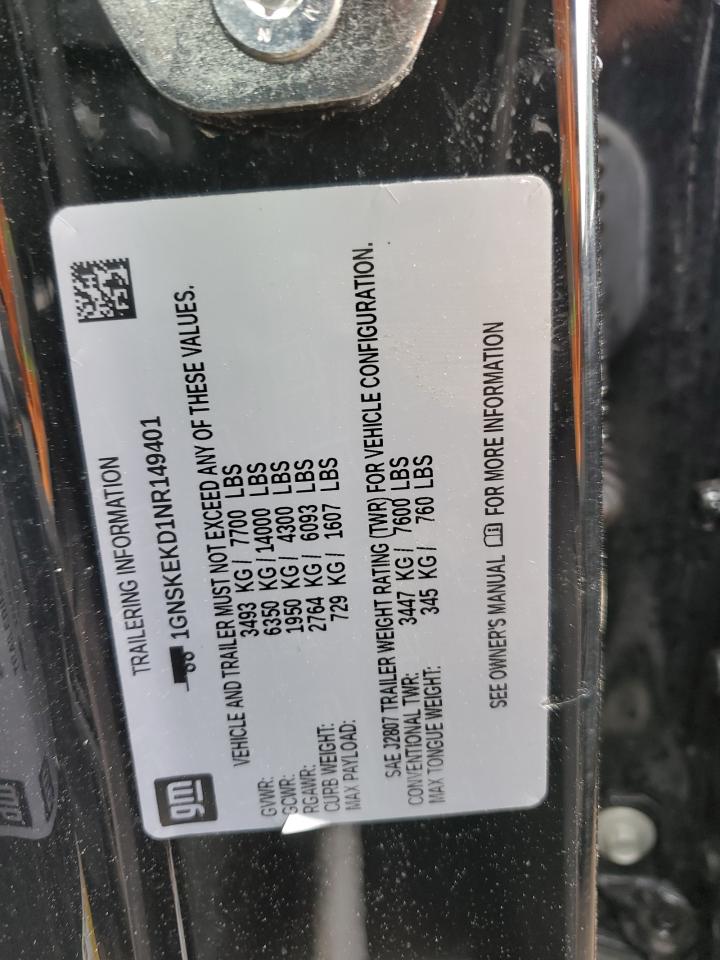 TRAILERING INFORMATION
gm
1GNSKEKD1NR149401
VEHICLE AND TRAILER MUST NOT EXCEED ANY OF THESE VALUES.
GVWR: 3493 KG / 7700 LBS
GCWR: 6350 KG / 14000 LBS
RGAWR: 1950 KG / 4300 LBS
CURB WEIGHT: 2764 KG / 6093 LBS
MAX PAYLOAD: 729 KG / 1607 LBS
SAE J2807 TRAILER WEIGHT RATING (TWR) FOR VEHICLE CONFIGURATION.
CONVENTIONAL TWR: 3447 KG / 7600 LBS
MAX TONGUE WEIGHT: 345 KG / 760 LBS
SEE OWNER'S MANUAL FOR MORE INFORMATION
gm